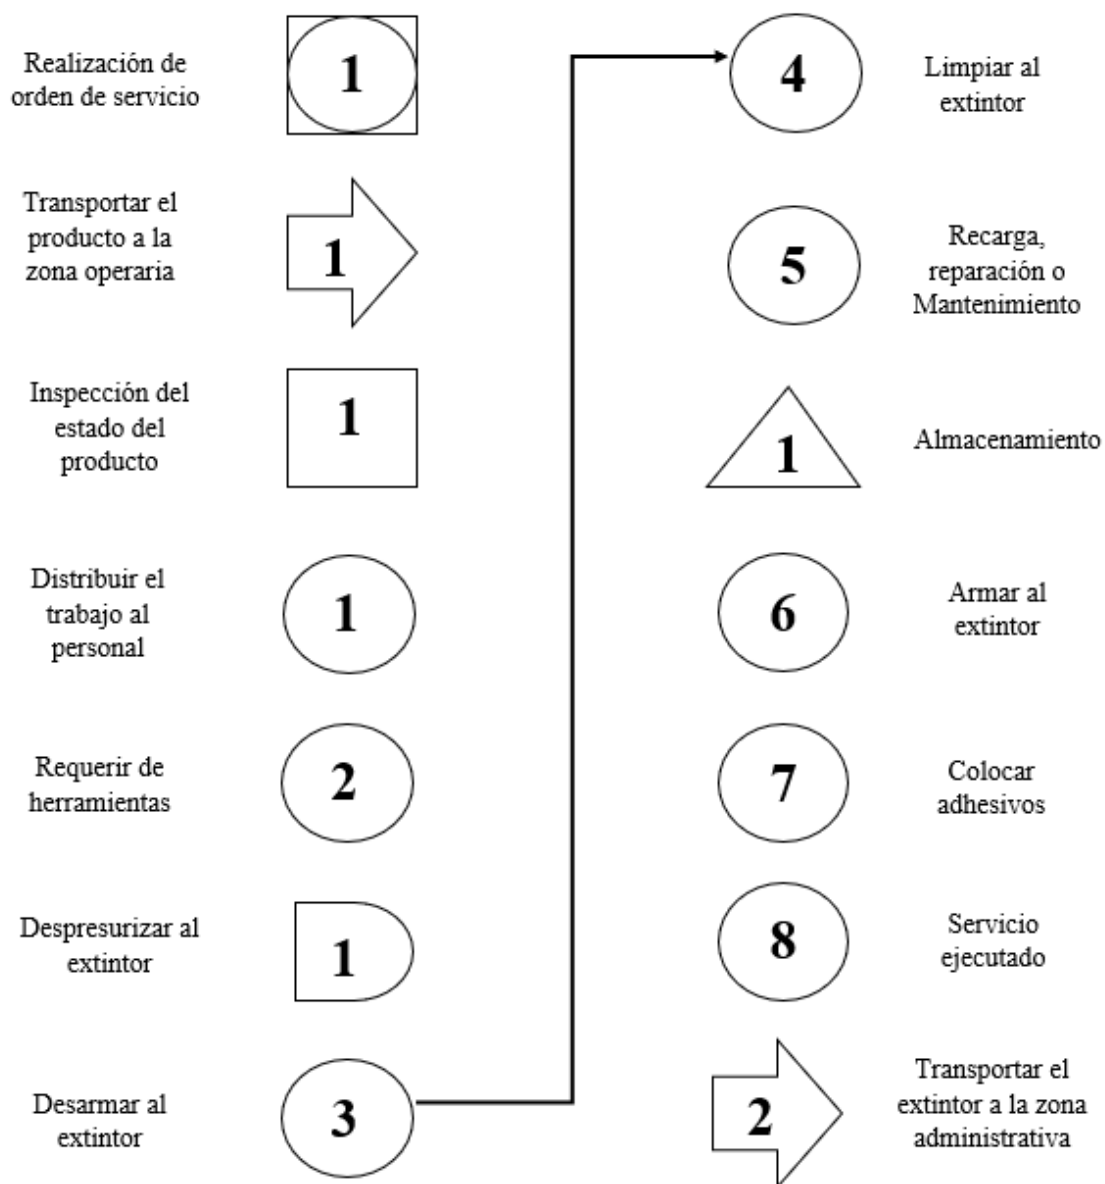 Realización de
orden de servicio
1
Transportar el
producto a la
zona operaria
1
Inspección del
estado del
producto
1
Distribuir el
trabajo al
personal
1
Requerir de
herramientas
2
Despresurizar al
extintor
1
Desarmar al
extintor
3
4
Limpiar al
extintor
5
Recarga,
reparación o
Mantenimiento
1
Almacenamiento
6
Armar al
extintor
7
Colocar
adhesivos
8
Servicio
ejecutado
2
Transportar el
extintor a la zona
administrativa